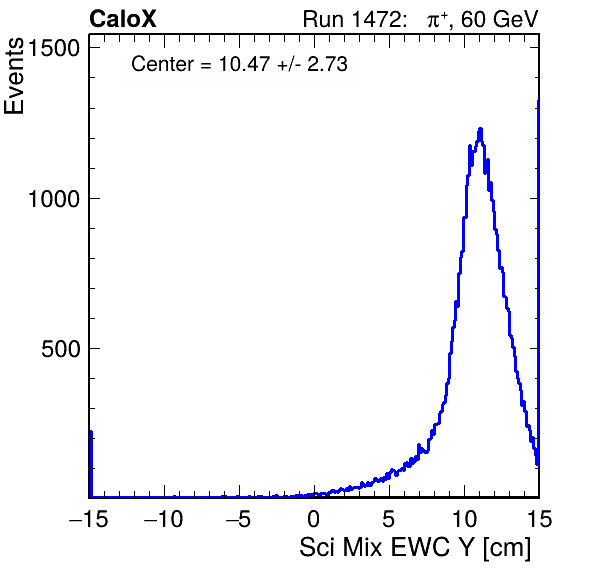 CaloX Run 1472: π⁺, 60 GeV
Center = 10.47 +/- 2.73
Events
1500
1000
500
−15 −10 −5 0 5 10 15
Sci Mix EWC Y [cm]